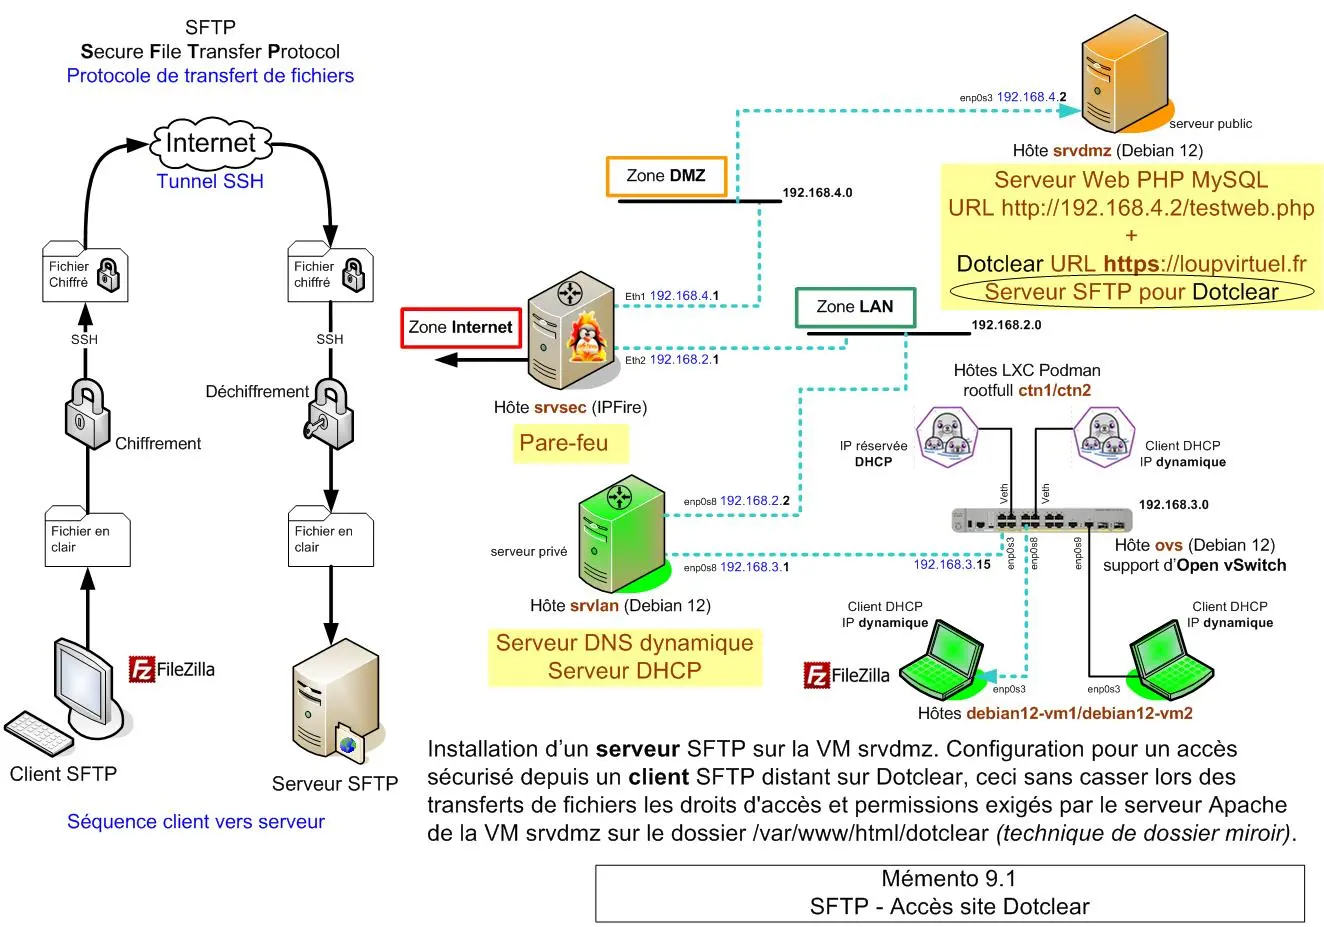 SFTP
Secure File Transfer Protocol
Protocole de transfert de fichiers
Internet
Tunnel SSH
Fichier
Chiffré
Fichier
chiffré
SSH
SSH
Déchiffrement
Chiffrement
Fichier en
clair
Fichier en
clair
FileZilla
Client SFTP
Serveur SFTP
Séquence client vers serveur
enp0s3 192.168.4.2
serveur public
Hôte srvdmz (Debian 12)
Serveur Web PHP MySQL
URL http://192.168.4.2/testweb.php
+
Dotclear URL https://loupvirtuel.fr
Serveur SFTP pour Dotclear
Zone DMZ
192.168.4.0
Eth1 192.168.4.1
Zone Internet
Eth2 192.168.2.1
Zone LAN
192.168.2.0
Hôte srvsec (IPFire)
Pare-feu
Hôtes LXC Podman
rootfull ctn1/ctn2
IP réservée
DHCP
Client DHCP
IP dynamique
Veth
Veth
192.168.3.0
enp0s8 192.168.2.2
serveur privé
enp0s8 192.168.3.1
192.168.3.15
enp0s3
enp0s8
enp0s9
Hôte ovs (Debian 12)
support d'Open vSwitch
Hôte srvlan (Debian 12)
Serveur DNS dynamique
Serveur DHCP
Client DHCP
IP dynamique
Client DHCP
IP dynamique
FileZilla
enp0s3
enp0s3
Hôtes debian12-vm1/debian12-vm2
Installation d'un serveur SFTP sur la VM srvdmz. Configuration pour un accès
sécurisé depuis un client SFTP distant sur Dotclear, ceci sans casser lors des
transferts de fichiers les droits d'accès et permissions exigés par le serveur Apache
de la VM srvdmz sur le dossier /var/www/html/dotclear (technique de dossier miroir).
Mémento 9.1
SFTP - Accès site Dotclear